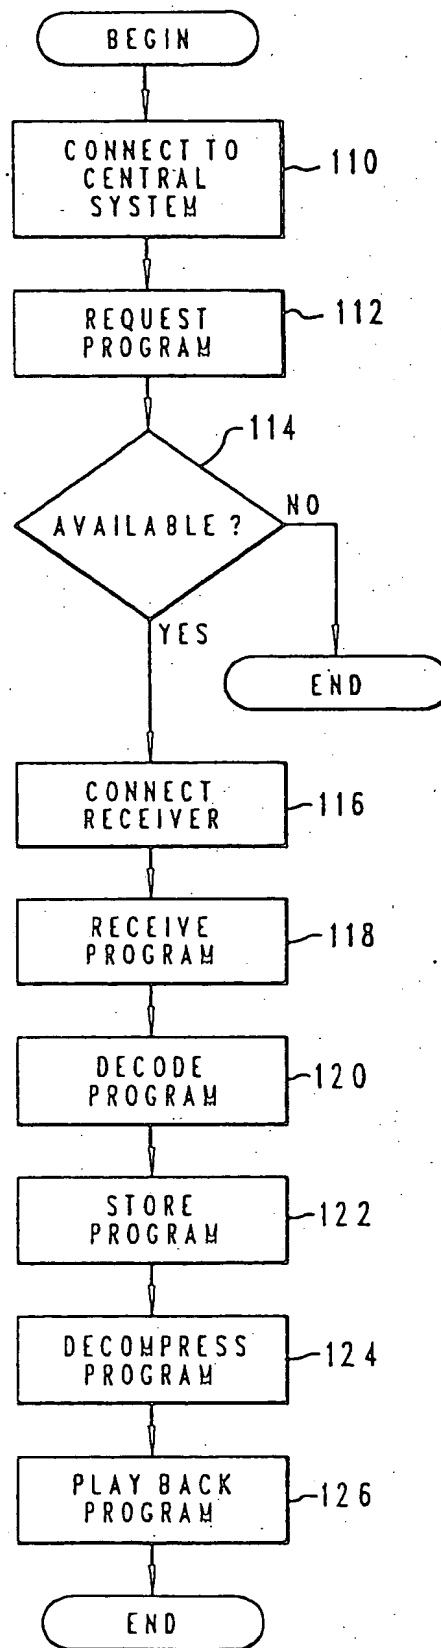 BEGIN
CONNECT TO
CENTRAL
SYSTEM
110
REQUEST
PROGRAM
112
114
AVAILABLE ?
NO
YES
END
CONNECT
RECEIVER
116
RECEIVE
PROGRAM
118
DECODE
PROGRAM
120
STORE
PROGRAM
122
DECOMPRESS
PROGRAM
124
PLAY BACK
PROGRAM
126
END